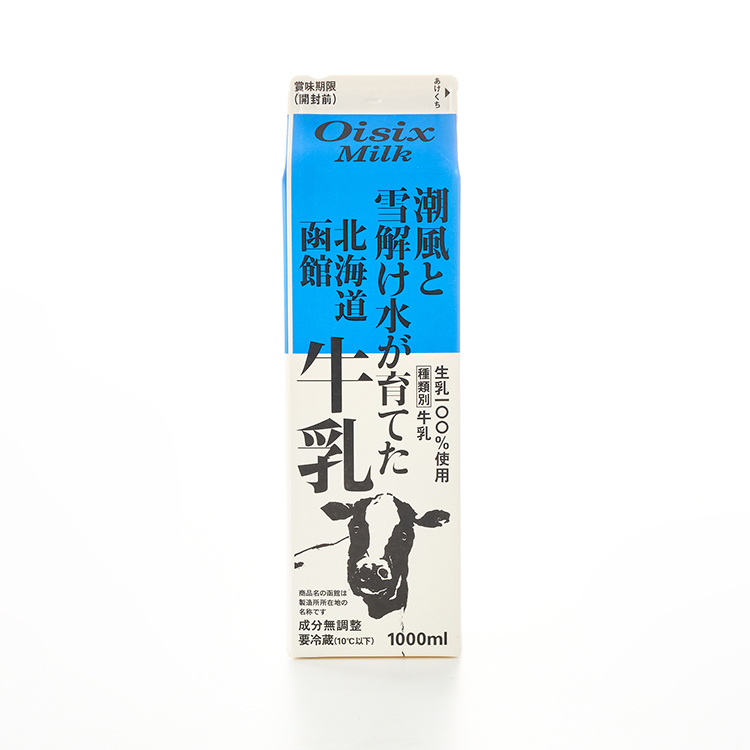 賞味期限
(開封前)
あけくち
Oisix
Milk
潮風と
雪解け水が育てた
北海道
函館
牛乳
生乳一〇〇%使用
種類別 牛乳
商品名の函館は
製造所所在地の
名称です
成分無調整
要冷蔵(10℃以下)
1000ml